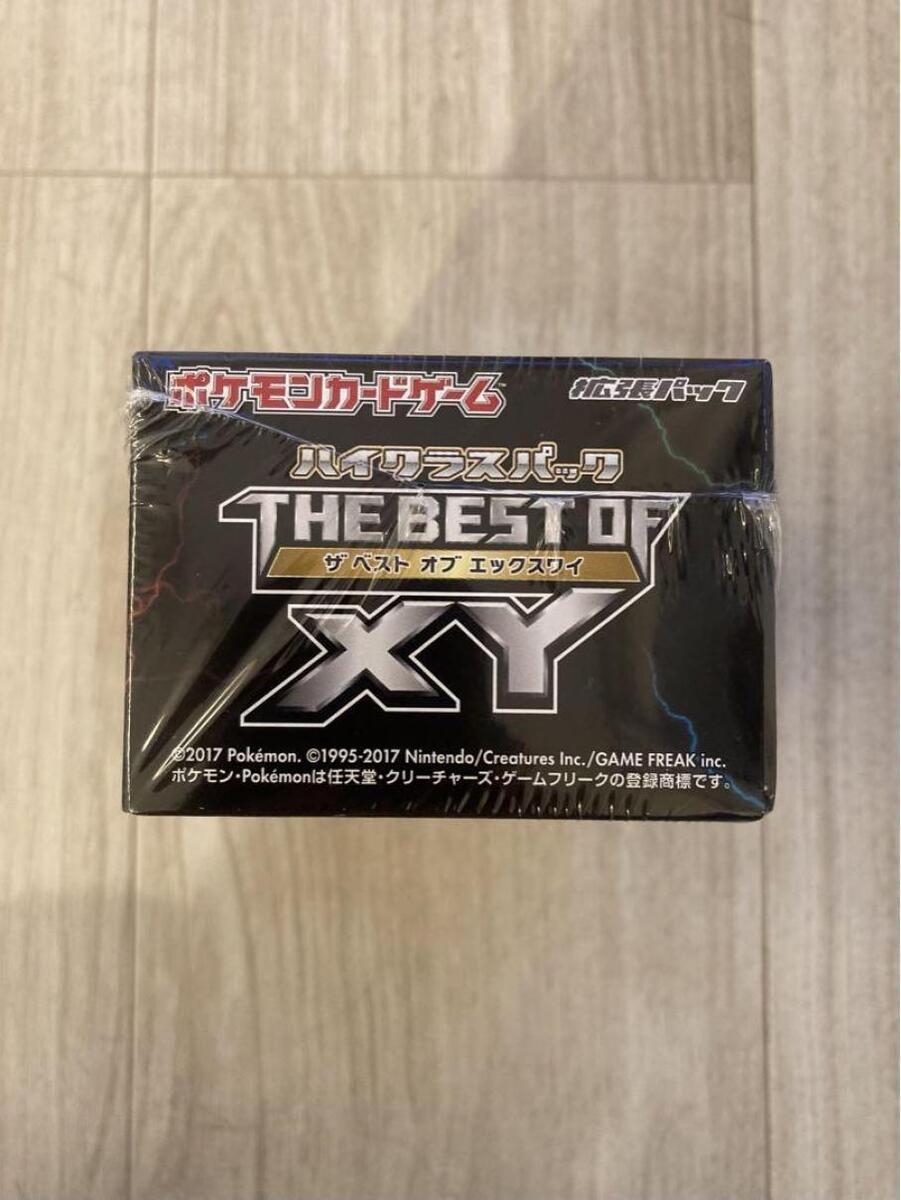 ポケモンカードゲーム™ 拡張パック
ハイクラスパック
THE BEST OF
ザ ベスト オブ エックスワイ
XY
©2017 Pokémon. ©1995-2017 Nintendo/Creatures Inc./GAME FREAK inc.
ポケモン・Pokémonは任天堂・クリーチャーズ・ゲームフリークの登録商標です。